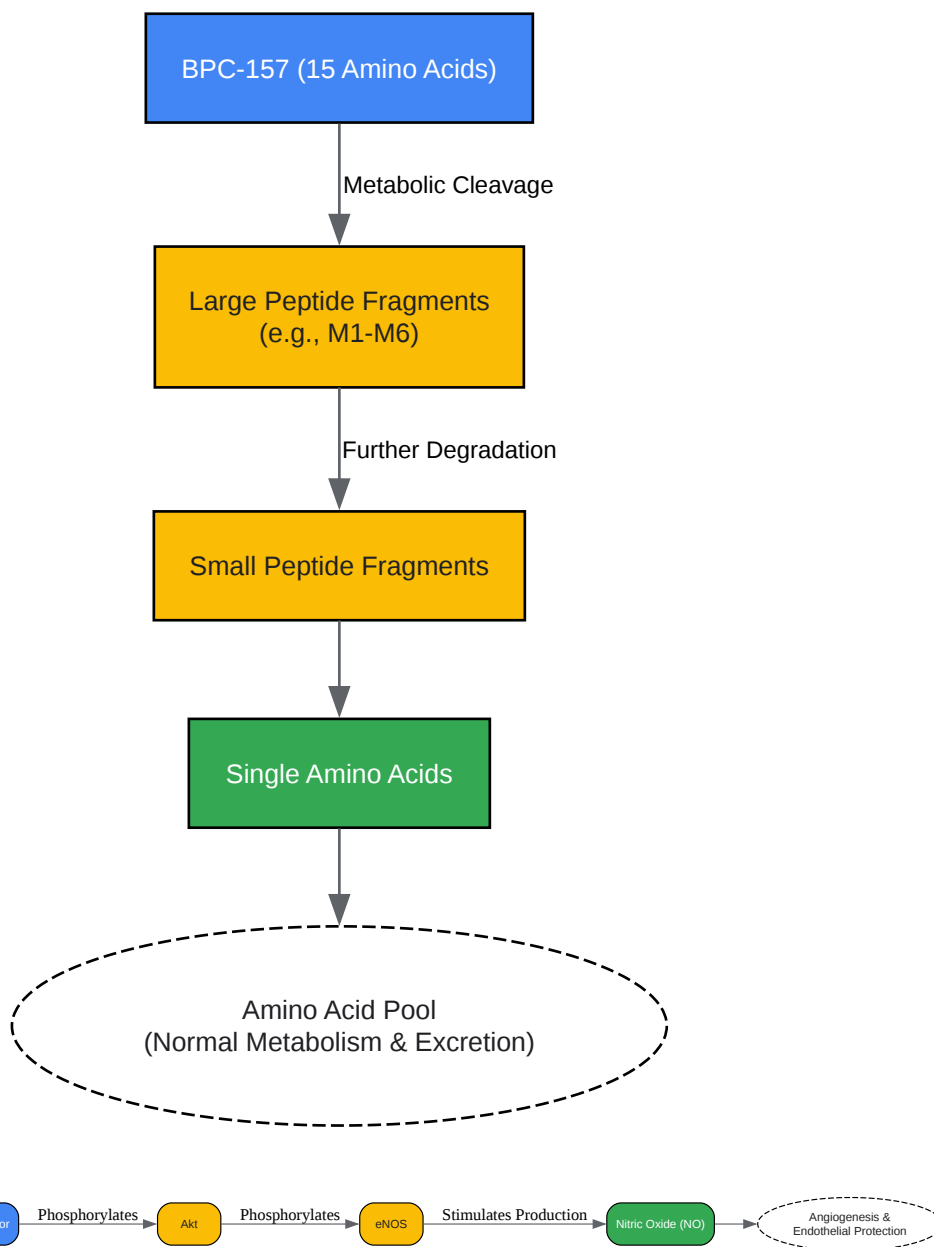 BPC-157 (15 Amino Acids)
Metabolic Cleavage
Large Peptide Fragments
(e.g., M1-M6)
Further Degradation
Small Peptide Fragments
Single Amino Acids
Amino Acid Pool
(Normal Metabolism & Excretion)
or Phosphorylates Akt Phosphorylates eNOS Stimulates Production Nitric Oxide (NO) Angiogenesis &
Endothelial Protection